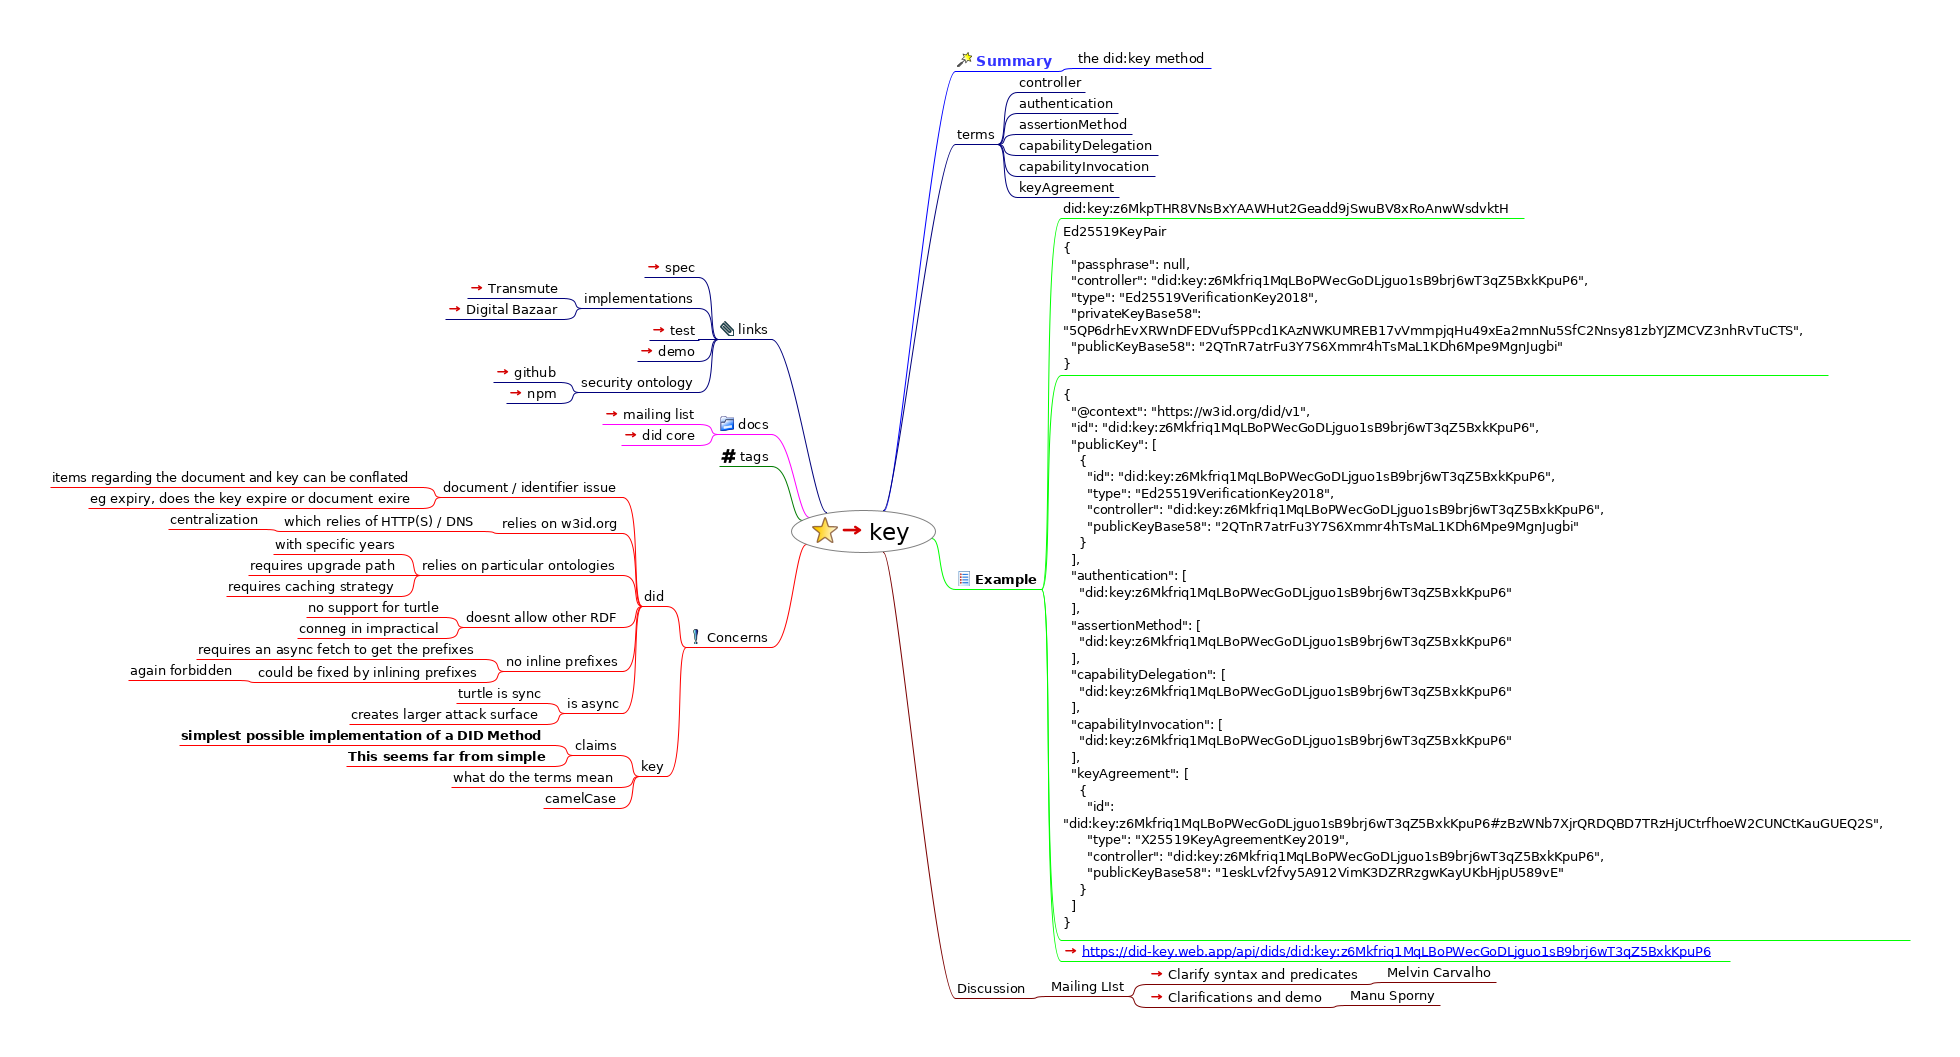 key
Summary
the did:key method
terms
controller
authentication
assertionMethod
capabilityDelegation
capabilityInvocation
keyAgreement
Example
did:key:z6MkpTHR8VNsBxYAAWHut2Geadd9jSwuBV8xRoAnwWsdvktH
Ed25519KeyPair
{
"passphrase": null,
"controller": "did:key:z6Mkfriq1MqLBoPWecGoDLjguo1sB9brj6wT3qZ5BxkKpuP6",
"type": "Ed25519VerificationKey2018",
"privateKeyBase58":
"5QP6drhEvXRWnDFEDVuf5PPcd1KAzNWKUMREB17vVmmpjqHu49xEa2mnNu5SfC2Nnsy81zbYJZMCVZ3nhRvTuCTS",
"publicKeyBase58": "2QTnR7atrFu3Y7S6Xmmr4hTsMaL1KDh6Mpe9MgnJugbi"
}
{
"@context": "https://w3id.org/did/v1",
"id": "did:key:z6Mkfriq1MqLBoPWecGoDLjguo1sB9brj6wT3qZ5BxkKpuP6",
"publicKey": [
{
"id": "did:key:z6Mkfriq1MqLBoPWecGoDLjguo1sB9brj6wT3qZ5BxkKpuP6",
"type": "Ed25519VerificationKey2018",
"controller": "did:key:z6Mkfriq1MqLBoPWecGoDLjguo1sB9brj6wT3qZ5BxkKpuP6",
"publicKeyBase58": "2QTnR7atrFu3Y7S6Xmmr4hTsMaL1KDh6Mpe9MgnJugbi"
}
],
"authentication": [
"did:key:z6Mkfriq1MqLBoPWecGoDLjguo1sB9brj6wT3qZ5BxkKpuP6"
],
"assertionMethod": [
"did:key:z6Mkfriq1MqLBoPWecGoDLjguo1sB9brj6wT3qZ5BxkKpuP6"
],
"capabilityDelegation": [
"did:key:z6Mkfriq1MqLBoPWecGoDLjguo1sB9brj6wT3qZ5BxkKpuP6"
],
"capabilityInvocation": [
"did:key:z6Mkfriq1MqLBoPWecGoDLjguo1sB9brj6wT3qZ5BxkKpuP6"
],
"keyAgreement": [
{
"id":
"did:key:z6Mkfriq1MqLBoPWecGoDLjguo1sB9brj6wT3qZ5BxkKpuP6#zBzWNb7XjrQRDQBD7TRzHjUCtrfhoeW2CUNCtKauGUEQ2S",
"type": "X25519KeyAgreementKey2019",
"controller": "did:key:z6Mkfriq1MqLBoPWecGoDLjguo1sB9brj6wT3qZ5BxkKpuP6",
"publicKeyBase58": "1eskLvf2fvy5A912VimK3DZRRzgwKayUKbHjpU589vE"
}
]
}
https://did-key.web.app/api/dids/did:key:z6Mkfriq1MqLBoPWecGoDLjguo1sB9brj6wT3qZ5BxkKpuP6
Discussion
Mailing LIst
Clarify syntax and predicates
Melvin Carvalho
Clarifications and demo
Manu Sporny
links
spec
implementations
Transmute
Digital Bazaar
test
demo
security ontology
github
npm
docs
mailing list
did core
# tags
Concerns
did
document / identifier issue
items regarding the document and key can be conflated
eg expiry, does the key expire or document exire
relies on w3id.org
which relies of HTTP(S) / DNS
centralization
relies on particular ontologies
with specific years
requires upgrade path
requires caching strategy
doesnt allow other RDF
no support for turtle
conneg in impractical
no inline prefixes
requires an async fetch to get the prefixes
could be fixed by inlining prefixes
again forbidden
is async
turtle is sync
creates larger attack surface
key
claims
simplest possible implementation of a DID Method
This seems far from simple
what do the terms mean
camelCase